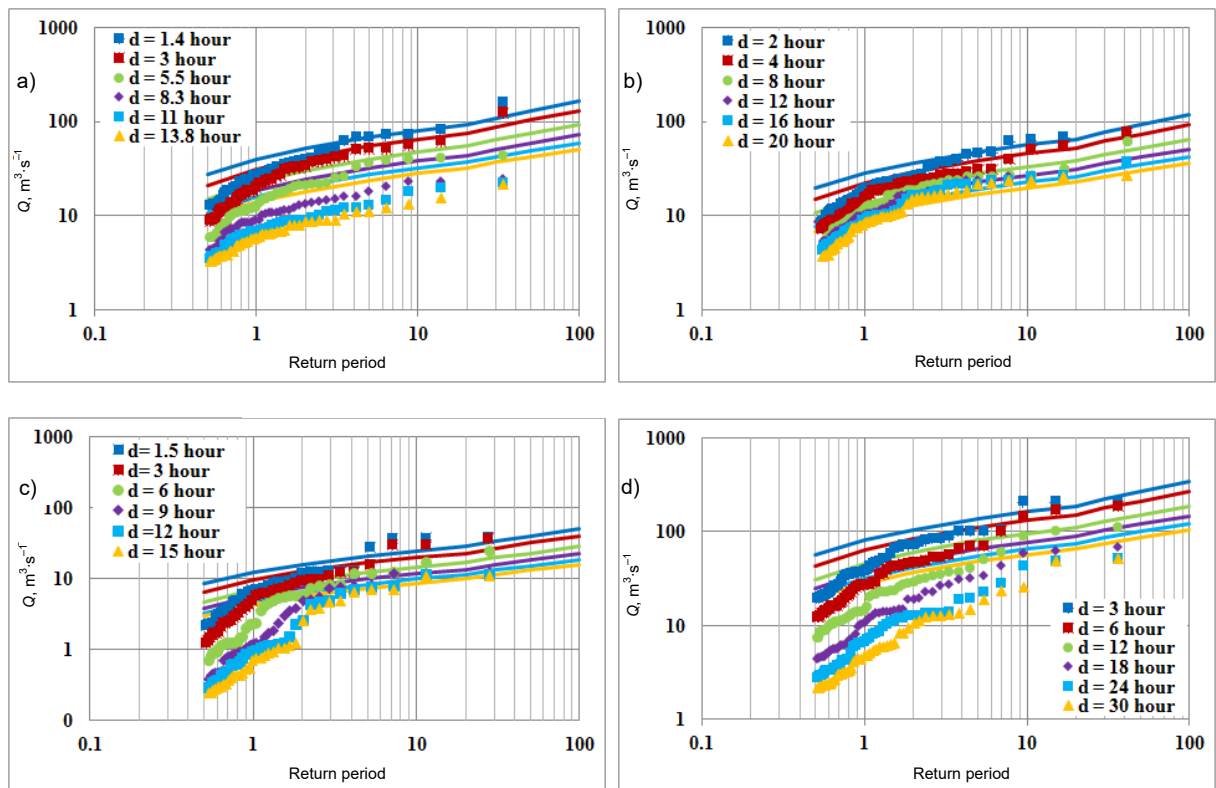 a)
1000
100
10
1
Q, m³·s⁻¹
d = 1.4 hour
d = 3 hour
d = 5.5 hour
d = 8.3 hour
d = 11 hour
d = 13.8 hour
0.1 1 10 100
Return period
b)
1000
100
10
1
Q, m³·s⁻¹
d = 2 hour
d = 4 hour
d = 8 hour
d = 12 hour
d = 16 hour
d = 20 hour
0.1 1 10 100
Return period
c)
1000
100
10
1
0
Q, m³·s⁻¹
d= 1.5 hour
d= 3 hour
d= 6 hour
d= 9 hour
d= 12 hour
d= 15 hour
0.1 1 10 100
Return period
d)
1000
100
10
1
Q, m³·s⁻¹
d = 3 hour
d = 6 hour
d = 12 hour
d = 18 hour
d = 24 hour
d = 30 hour
0.1 1 10 100
Return period